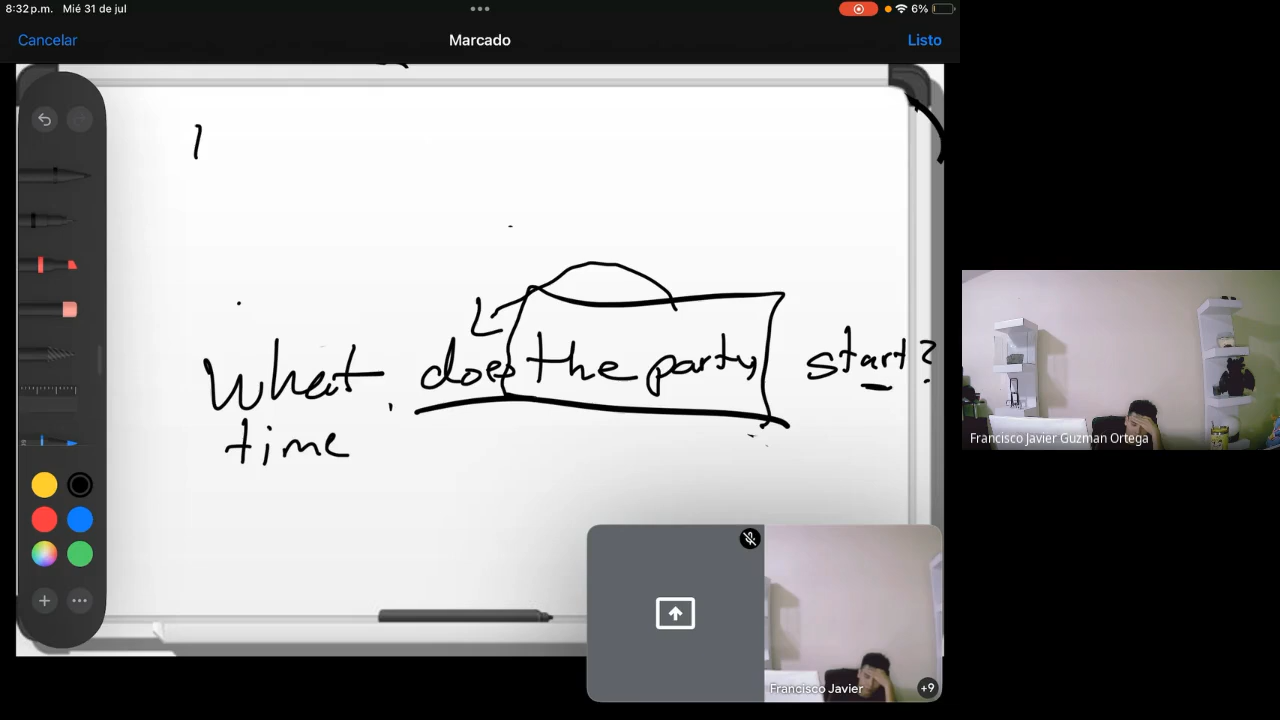 8:32 p.m. Mié 31 de jul
6%
Cancelar
Marcado
Listo
What does the party start?
time
Francisco Javier Guzman Ortega
Francisco Javier
+9